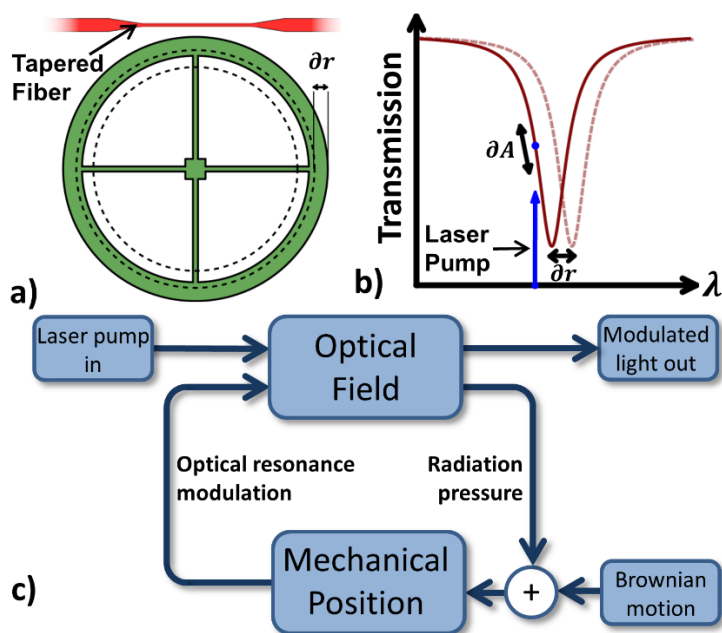 Tapered
Fiber
∂r
a)
Transmission
∂A
Laser
Pump
∂r
λ
b)
Laser pump
in
Optical
Field
Modulated
light out
Optical resonance
modulation
Radiation
pressure
Mechanical
Position
+
Brownian
motion
c)